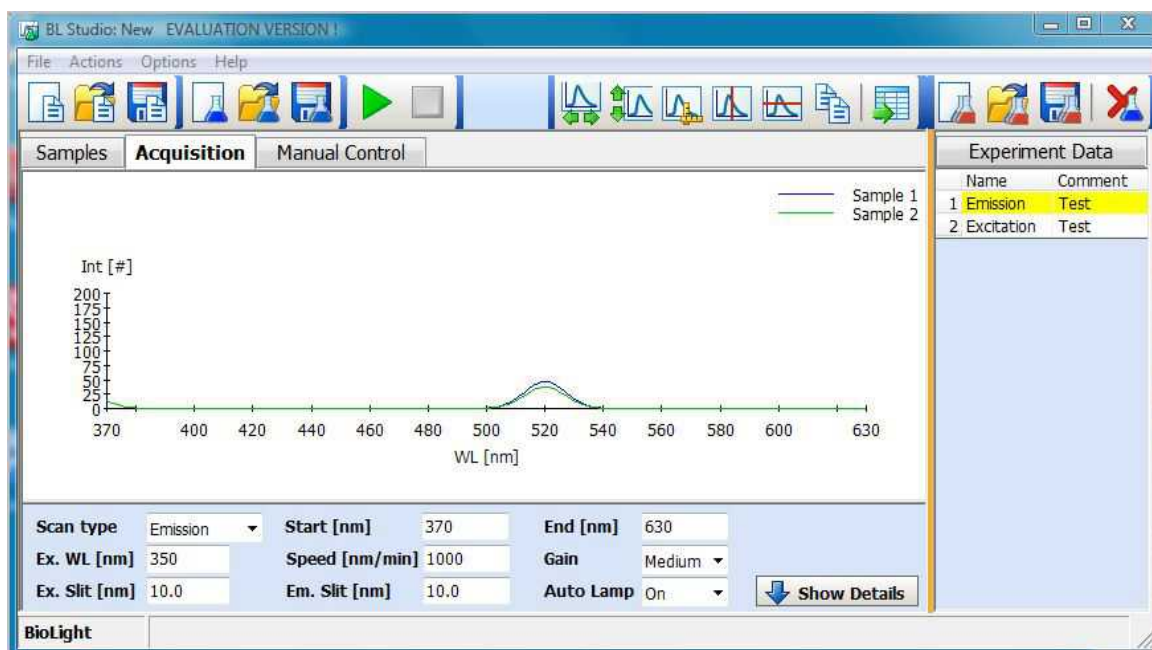 BL Studio: New EVALUATION VERSION !
File Actions Options Help
Samples Acquisition Manual Control
Experiment Data
Name Comment
1 Emission Test
2 Excitation Test
Sample 1
Sample 2
Int [#]
200
175
150
125
100
75
50
25
0
370 400 420 440 460 480 500 520 540 560 580 600 630
WL [nm]
Scan type Emission Start [nm] 370 End [nm] 630
Ex. WL [nm] 350 Speed [nm/min] 1000 Gain Medium
Ex. Slit [nm] 10.0 Em. Slit [nm] 10.0 Auto Lamp On Show Details
BioLight